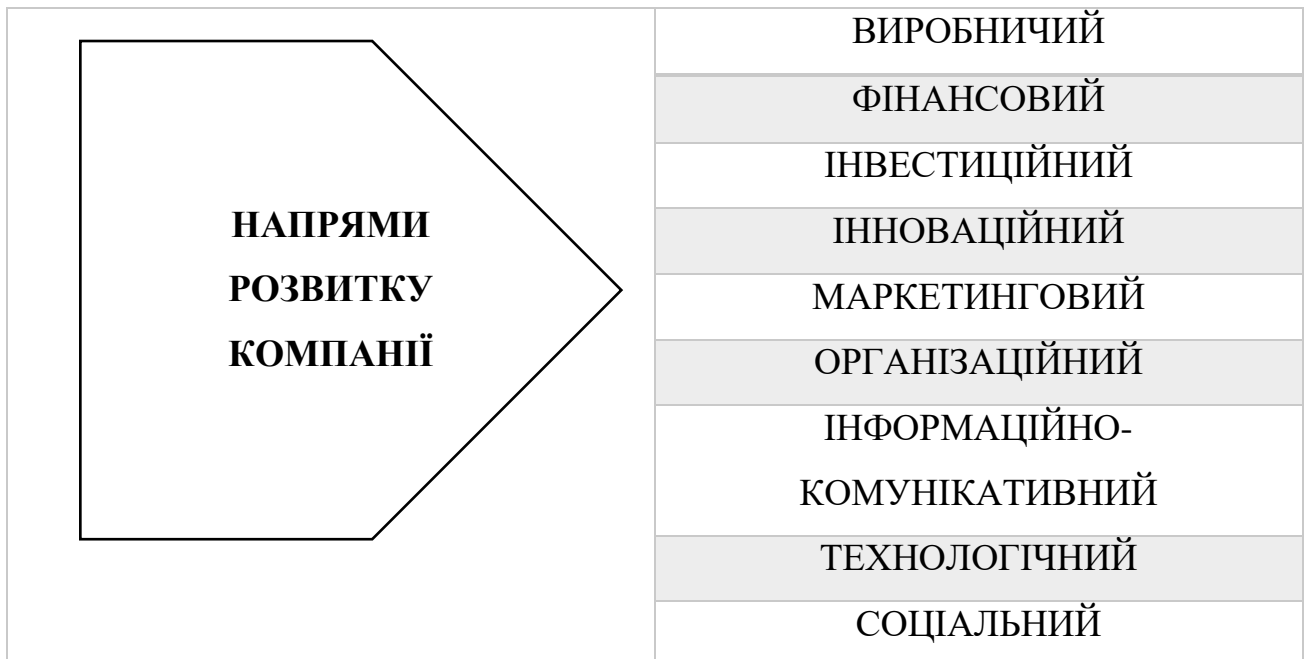 НАПРЯМИ
РОЗВИТКУ
КОМПАНІЇ
ВИРОБНИЧИЙ
ФІНАНСОВИЙ
ІНВЕСТИЦІЙНИЙ
ІННОВАЦІЙНИЙ
МАРКЕТИНГОВИЙ
ОРГАНІЗАЦІЙНИЙ
ІНФОРМАЦІЙНО-
КОМУНІКАТИВНИЙ
ТЕХНОЛОГІЧНИЙ
СОЦІАЛЬНИЙ